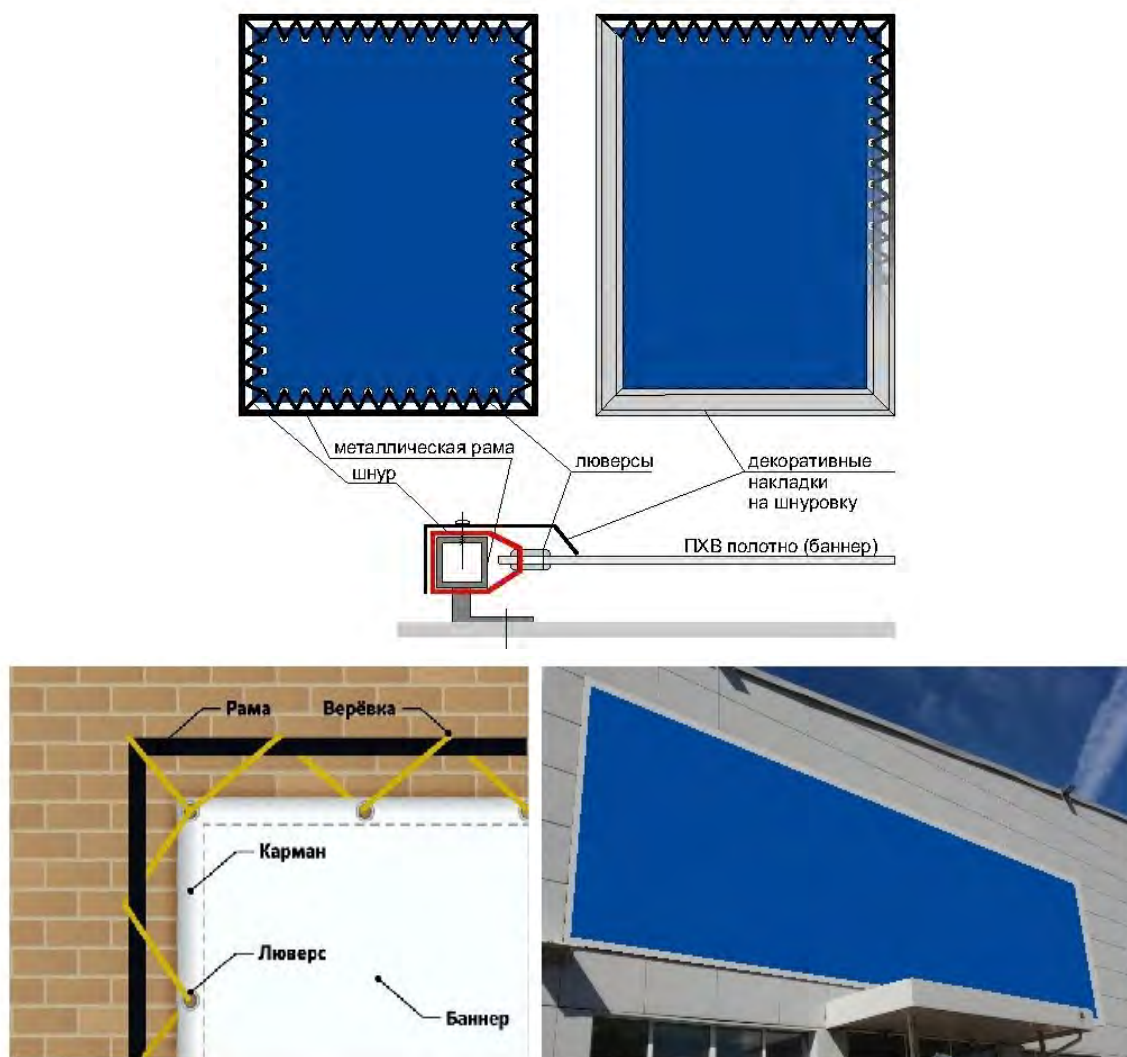 металлическая рама
шнур
люверсы
декоративные
накладки
на шнуровку
ПХВ полотно (баннер)
Рама
Верёвка
Карман
Люверс
Баннер